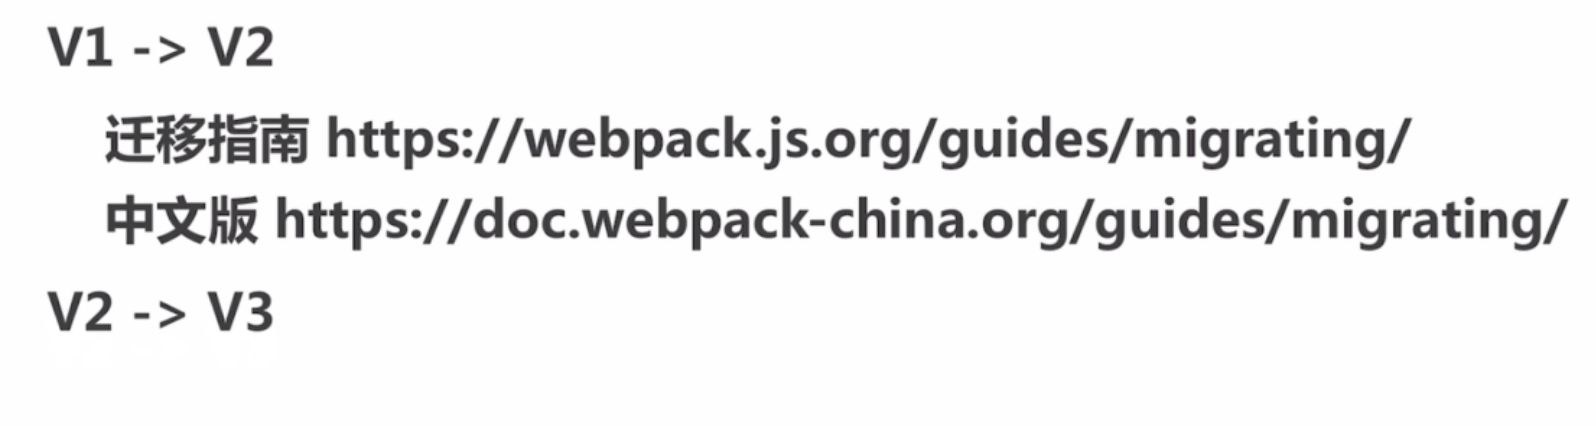 V1 -> V2
迁移指南 https://webpack.js.org/guides/migrating/
中文版 https://doc.webpack-china.org/guides/migrating/
V2 -> V3